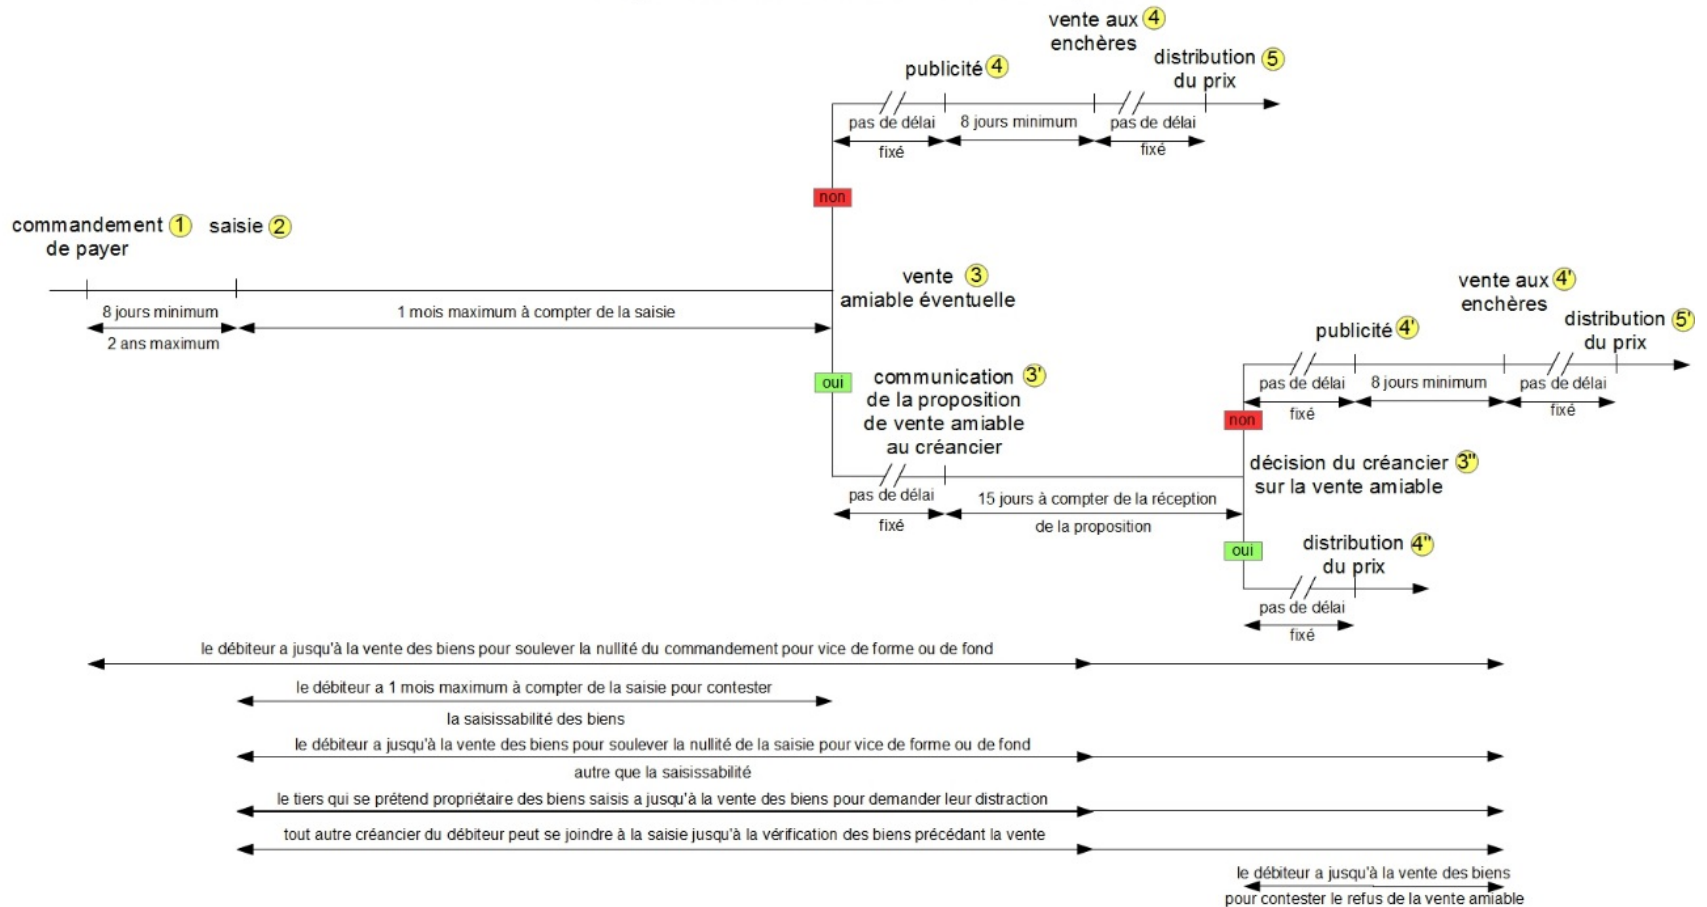 vente aux 4
enchères
publicité 4
distribution 5
du prix
pas de délai
fixé
8 jours minimum
pas de délai
fixé
non
commandement 1
de payer
saisie 2
8 jours minimum
2 ans maximum
1 mois maximum à compter de la saisie
vente 3
amiable éventuelle
oui
communication 3'
de la proposition
de vente amiable
au créancier
pas de délai
fixé
15 jours à compter de la réception
de la proposition
vente aux 4'
enchères
publicité 4'
distribution 5'
du prix
pas de délai
fixé
8 jours minimum
pas de délai
fixé
non
décision du créancier 3"
sur la vente amiable
oui
distribution 4"
du prix
pas de délai
fixé
le débiteur a jusqu'à la vente des biens pour soulever la nullité du commandement pour vice de forme ou de fond
le débiteur a 1 mois maximum à compter de la saisie pour contester
la saisissabilité des biens
le débiteur a jusqu'à la vente des biens pour soulever la nullité de la saisie pour vice de forme ou de fond
autre que la saisissabilité
le tiers qui se prétend propriétaire des biens saisis a jusqu'à la vente des biens pour demander leur distraction
tout autre créancier du débiteur peut se joindre à la saisie jusqu'à la vérification des biens précédant la vente
le débiteur a jusqu'à la vente des biens
pour contester le refus de la vente amiable